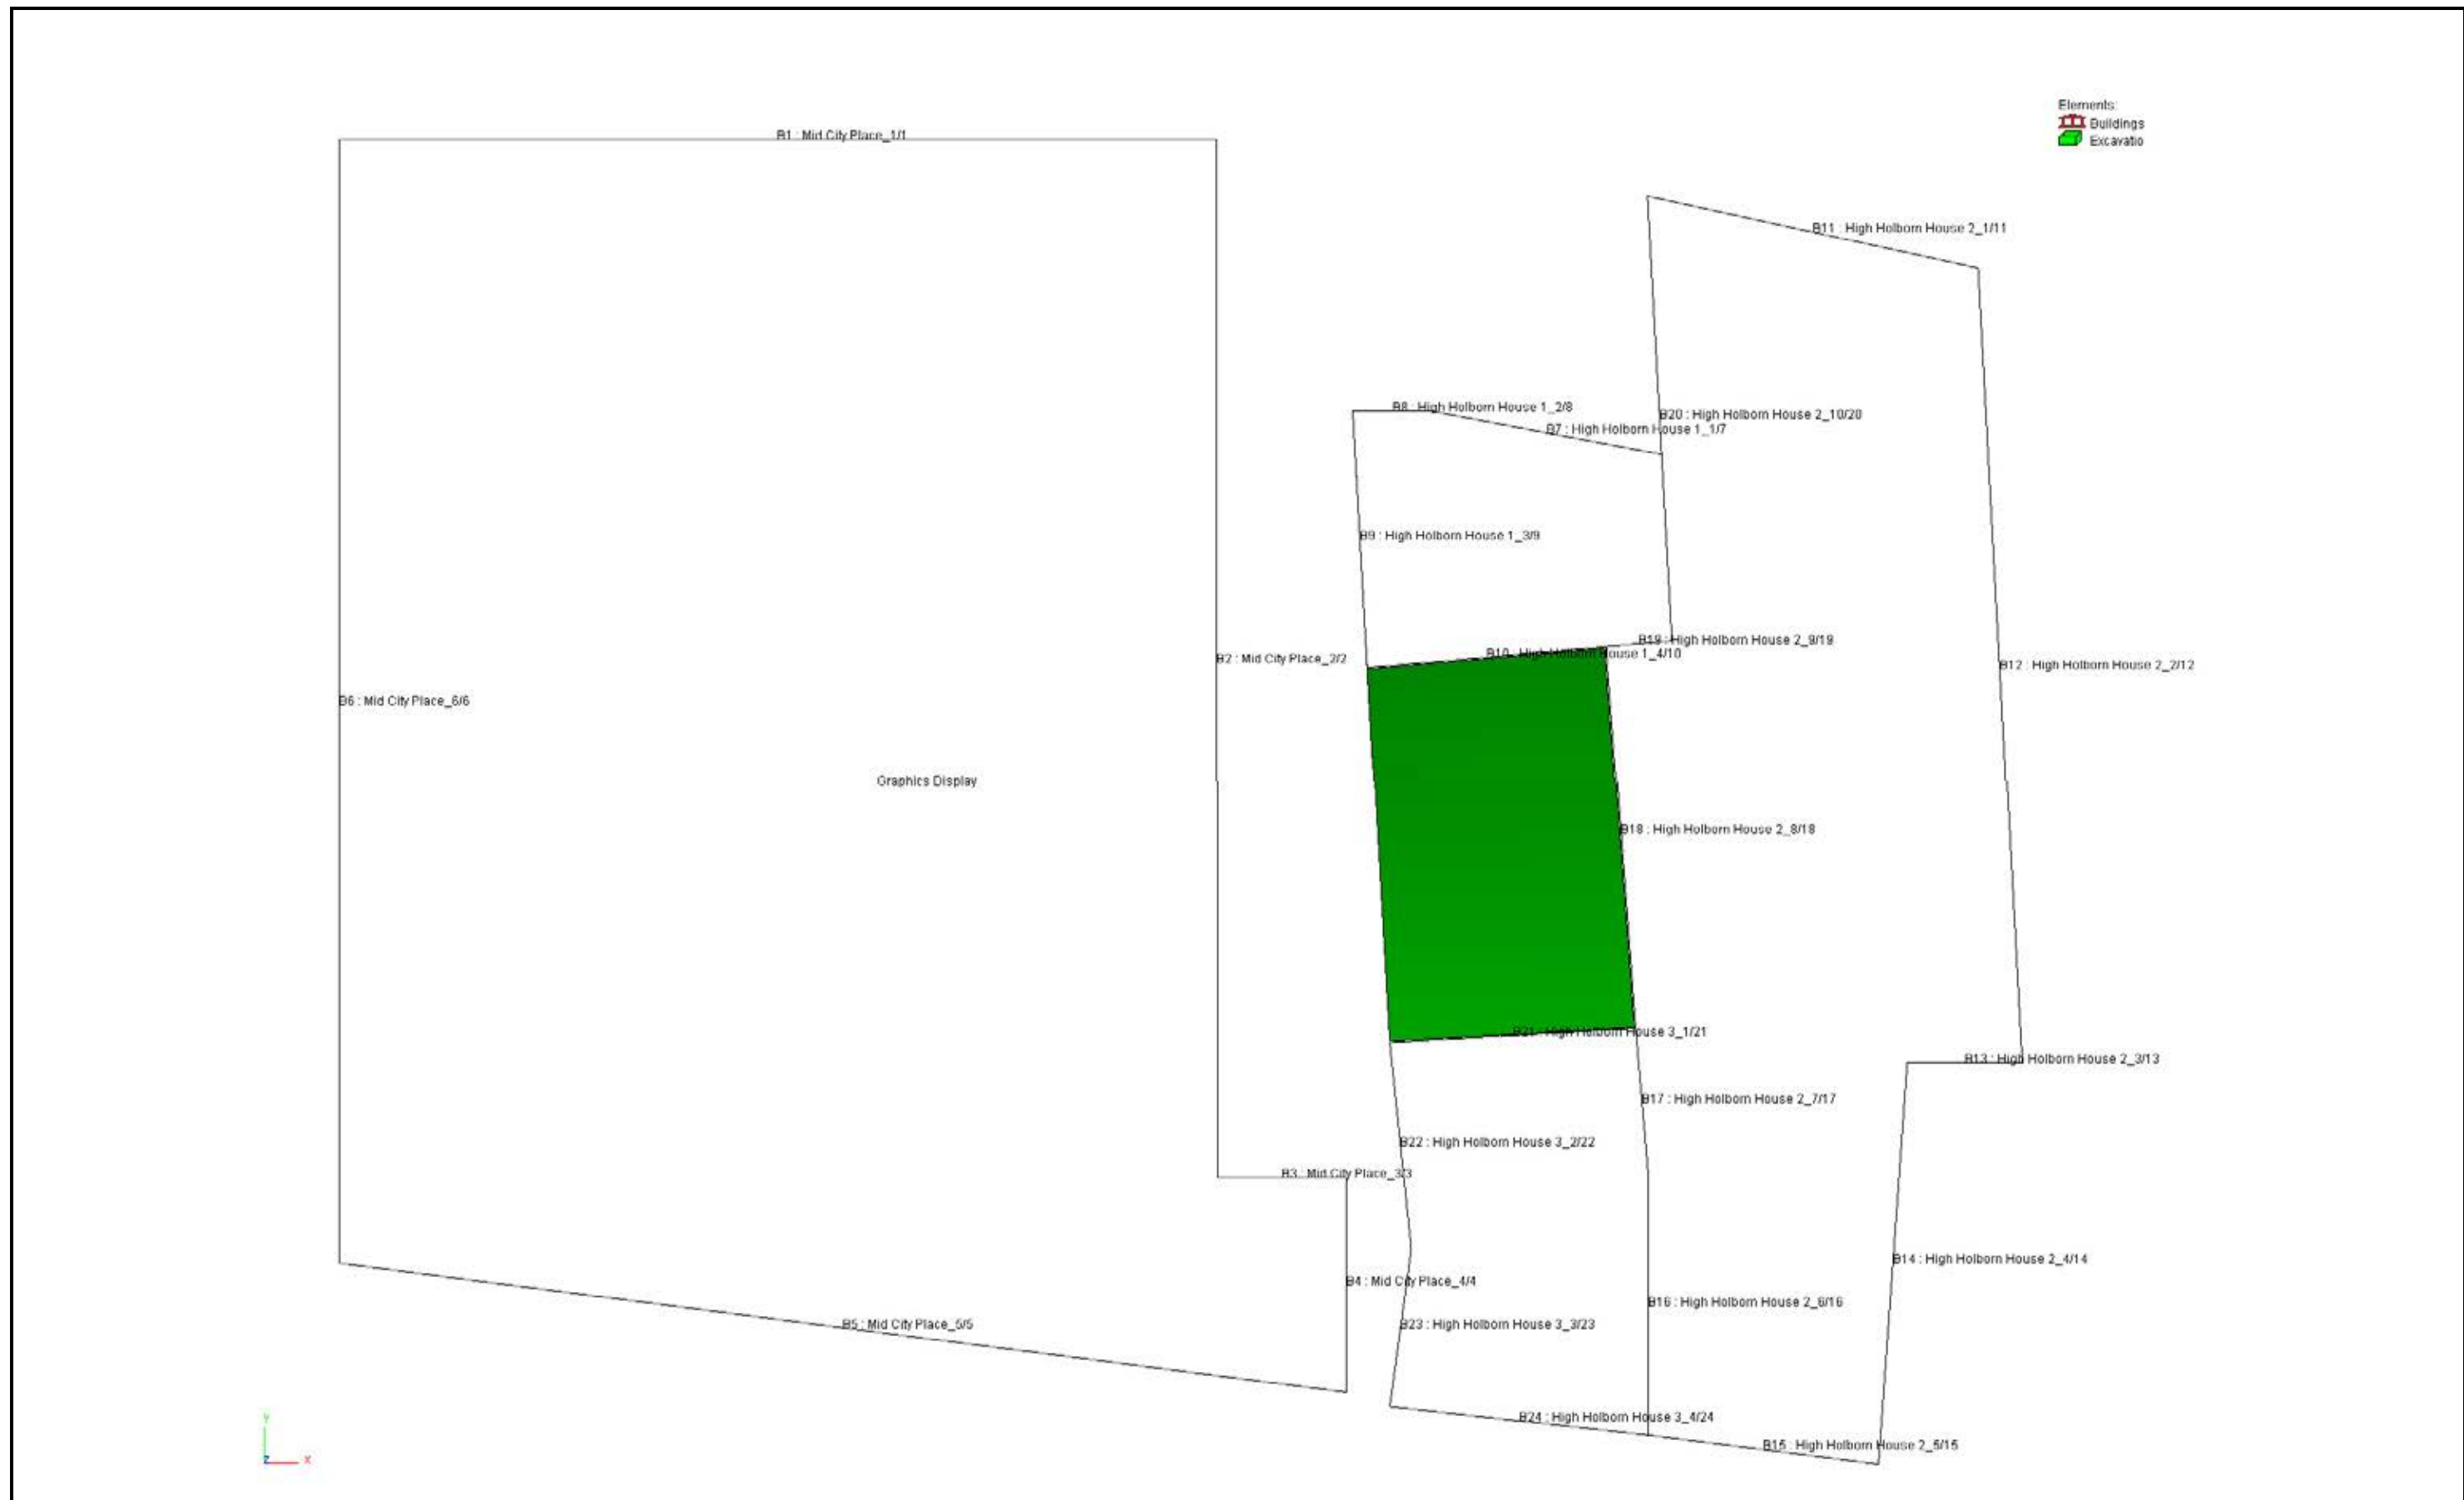 B1 : Mid City Place_1/1
Elements:
Buildings
Excavatio
B11 : High Holborn House 2_1/11
B8 : High Holborn House 1_2/8
B20 : High Holborn House 2_10/20
B7 : High Holborn House 1_1/7
B9 : High Holborn House 1_3/9
B19 : High Holborn House 2_9/19
B10 : High Holborn House 1_4/10
B2 : Mid City Place_2/2
B12 : High Holborn House 2_2/12
B6 : Mid City Place_6/6
Graphics Display
B18 : High Holborn House 2_8/18
B21 : High Holborn House 3_1/21
B13 : High Holborn House 2_3/13
B17 : High Holborn House 2_7/17
B22 : High Holborn House 3_2/22
B3 : Mid City Place_3/3
B14 : High Holborn House 2_4/14
B4 : Mid City Place_4/4
B16 : High Holborn House 2_6/16
B5 : Mid City Place_5/5
B23 : High Holborn House 3_3/23
B24 : High Holborn House 3_4/24
B15 : High Holborn House 2_5/15
Y
Z
X